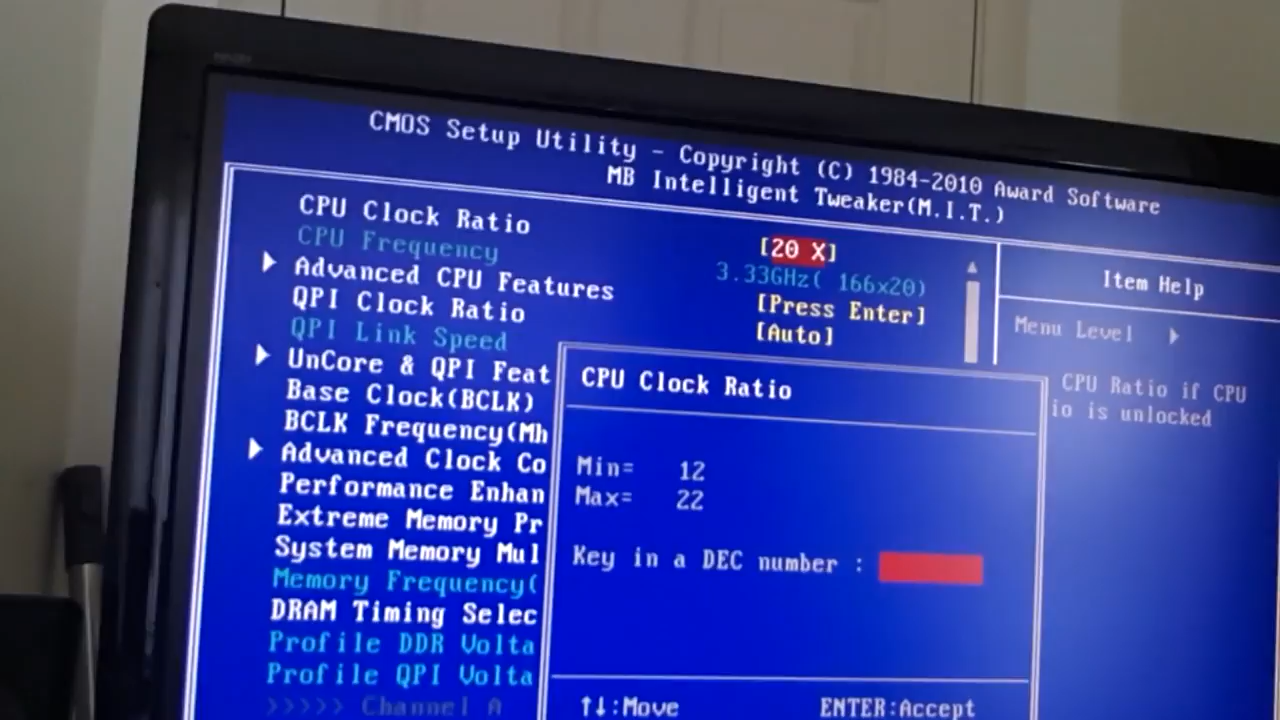 CMOS Setup Utility - Copyright (C) 1984-2010 Award Software
MB Intelligent Tweaker(M.I.T.)
CPU Clock Ratio [20 X]
CPU Frequency 3.33GHz( 166x20)
Advanced CPU Features [Press Enter]
QPI Clock Ratio [Auto]
QPI Link Speed
UnCore & QPI Feat
Base Clock(BCLK)
BCLK Frequency(Mh
Advanced Clock Co
Performance Enhan
Extreme Memory Pr
System Memory Mul
Memory Frequency(
DRAM Timing Selec
Profile DDR Volta
Profile QPI Volta
>>>>> Channel A
CPU Clock Ratio
Min= 12
Max= 22
Key in a DEC number :
↑↓:Move ENTER:Accept
Item Help
Menu Level
CPU Ratio if CPU
io is unlocked